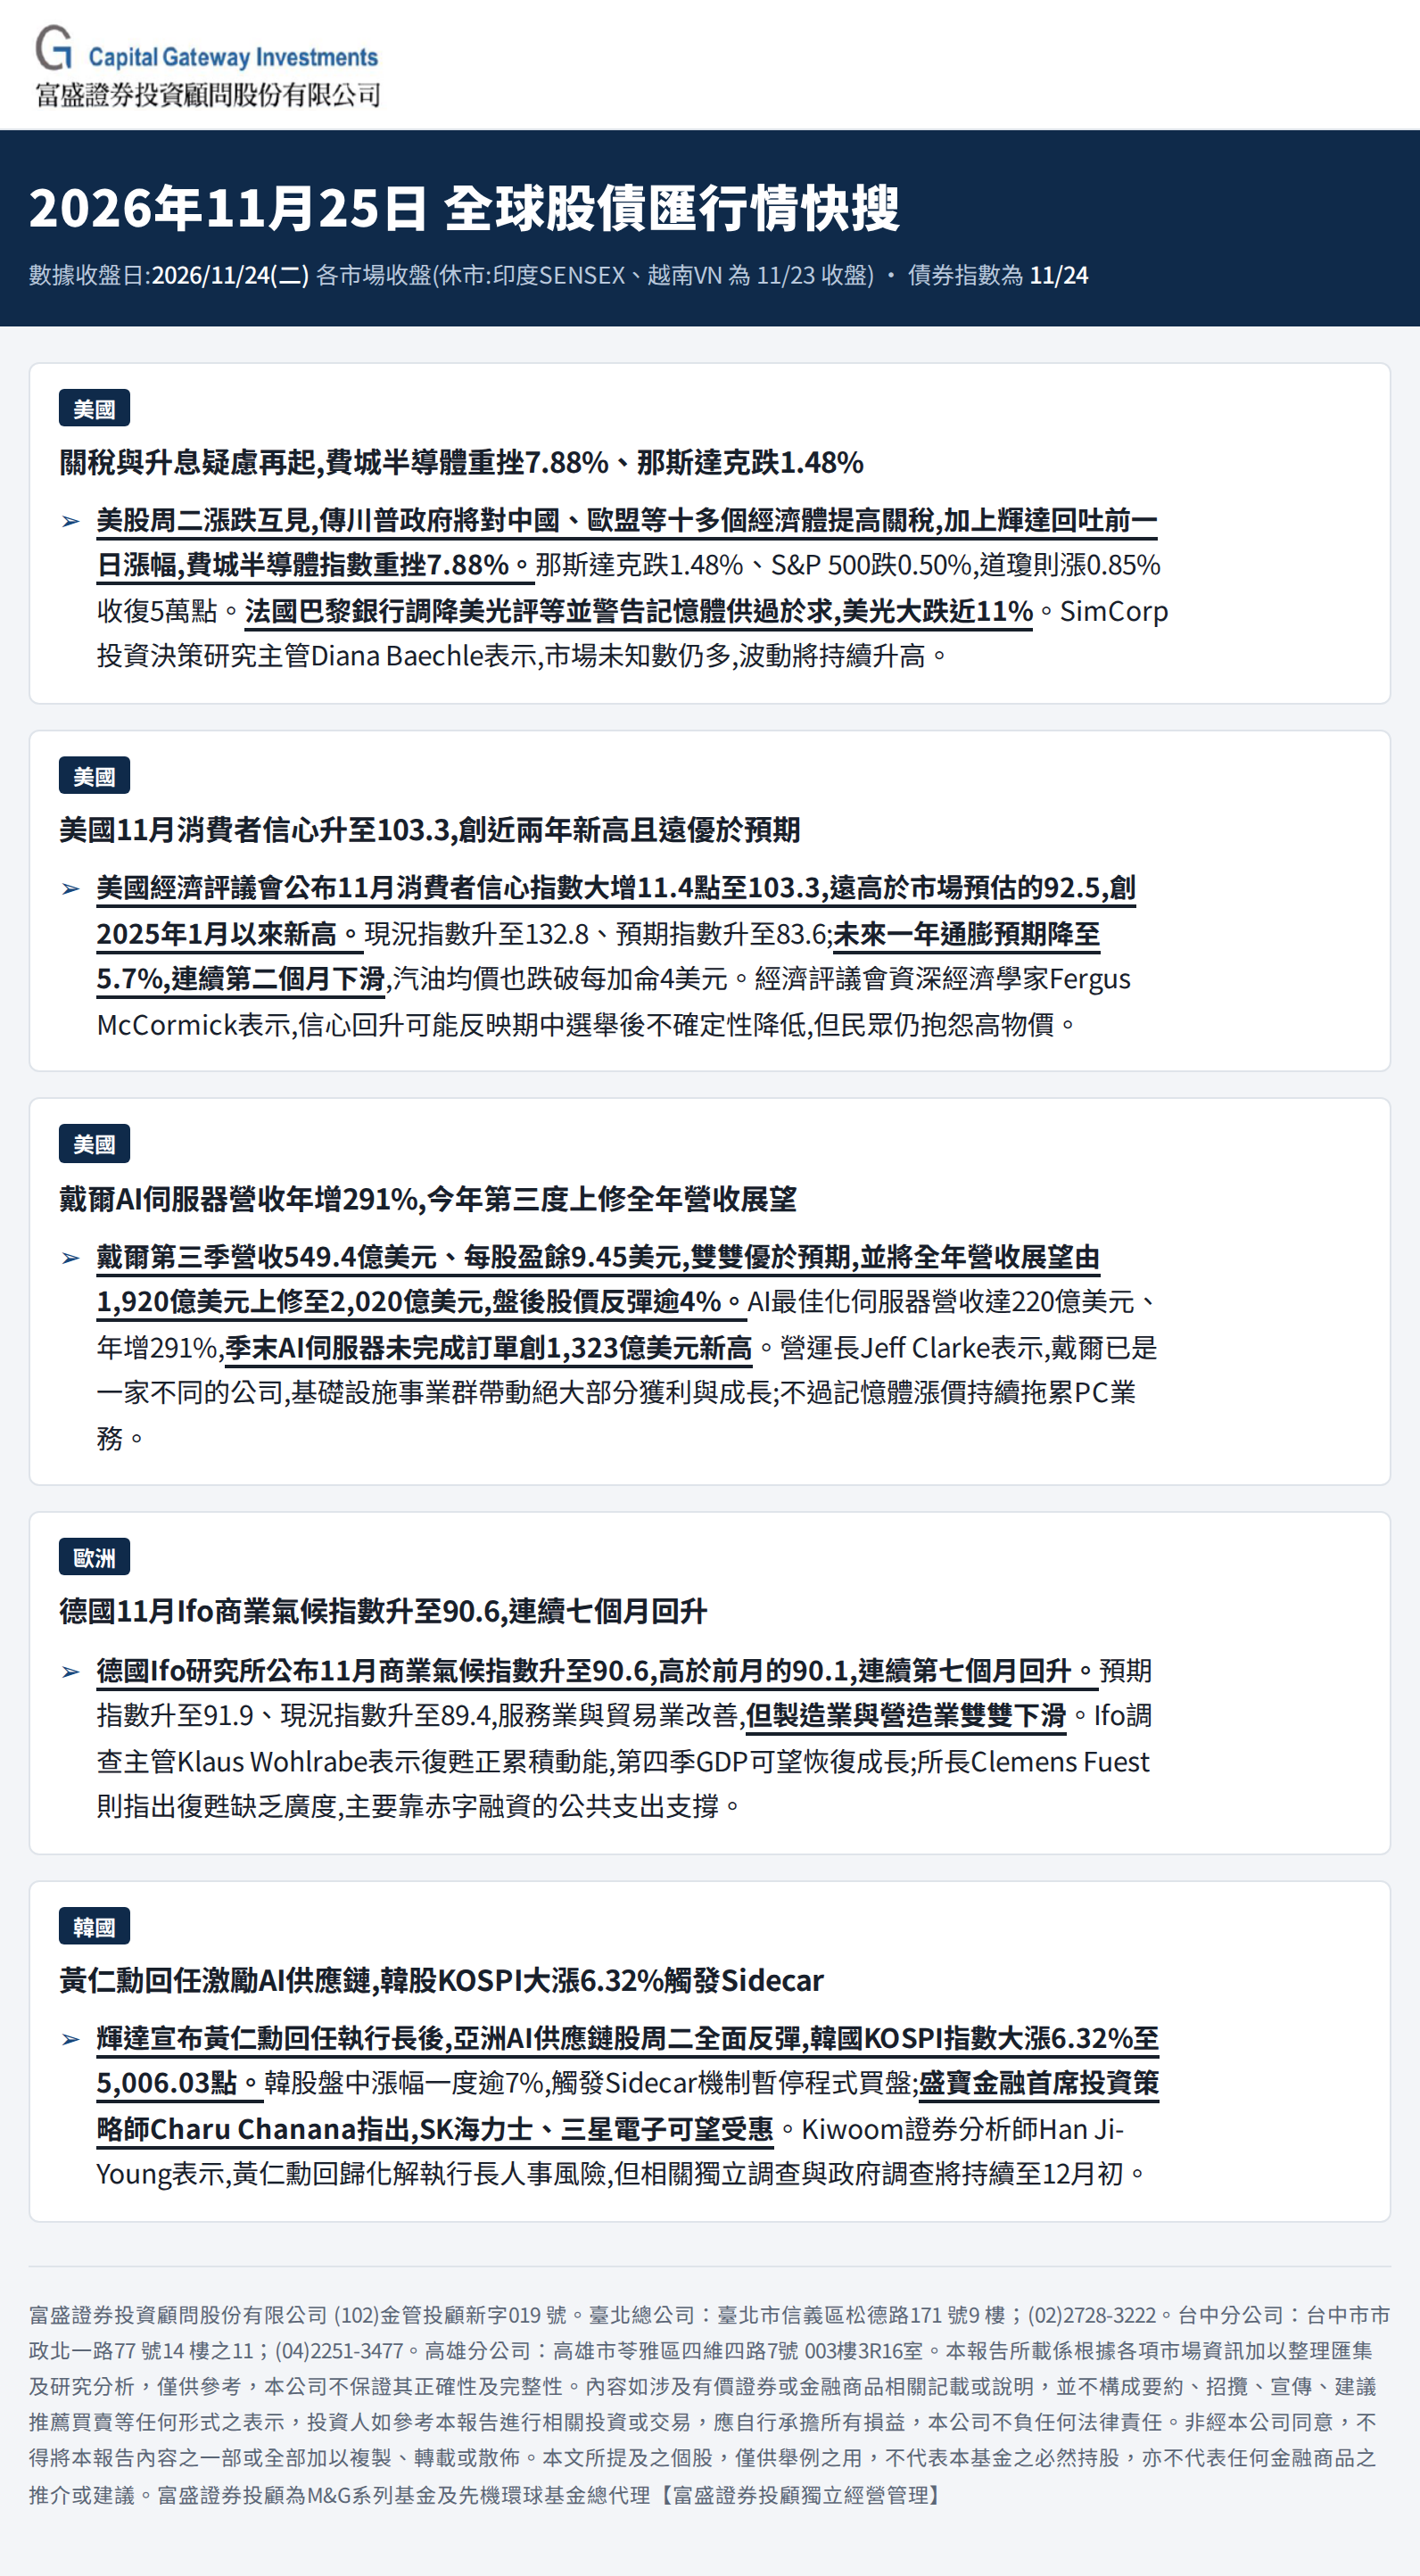 G Capital Gateway Investments
富盛證券投資顧問股份有限公司
2026年11月25日 全球股債匯行情快搜
數據收盤日:2026/11/24(二) 各市場收盤(休市:印度SENSEX、越南VN 為 11/23 收盤) ・ 債券指數為 11/24
美國
關稅與升息疑慮再起,費城半導體重挫7.88%、那斯達克跌1.48%
➢ 美股周二漲跌互見,傳川普政府將對中國、歐盟等十多個經濟體提高關稅,加上輝達回吐前一
日漲幅,費城半導體指數重挫7.88%。那斯達克跌1.48%、S&P 500跌0.50%,道瓊則漲0.85%
收復5萬點。法國巴黎銀行調降美光評等並警告記憶體供過於求,美光大跌近11%。SimCorp
投資決策研究主管Diana Baechle表示,市場未知數仍多,波動將持續升高。
美國
美國11月消費者信心升至103.3,創近兩年新高且遠優於預期
➢ 美國經濟評議會公布11月消費者信心指數大增11.4點至103.3,遠高於市場預估的92.5,創
2025年1月以來新高。現況指數升至132.8、預期指數升至83.6;未來一年通膨預期降至
5.7%,連續第二個月下滑,汽油均價也跌破每加侖4美元。經濟評議會資深經濟學家Fergus
McCormick表示,信心回升可能反映期中選舉後不確定性降低,但民眾仍抱怨高物價。
美國
戴爾AI伺服器營收年增291%,今年第三度上修全年營收展望
➢ 戴爾第三季營收549.4億美元、每股盈餘9.45美元,雙雙優於預期,並將全年營收展望由
1,920億美元上修至2,020億美元,盤後股價反彈逾4%。AI最佳化伺服器營收達220億美元、
年增291%,季末AI伺服器未完成訂單創1,323億美元新高。營運長Jeff Clarke表示,戴爾已是
一家不同的公司,基礎設施事業群帶動絕大部分獲利與成長;不過記憶體漲價持續拖累PC業
務。
歐洲
德國11月Ifo商業氣候指數升至90.6,連續七個月回升
➢ 德國Ifo研究所公布11月商業氣候指數升至90.6,高於前月的90.1,連續第七個月回升。預期
指數升至91.9、現況指數升至89.4,服務業與貿易業改善,但製造業與營造業雙雙下滑。Ifo調
查主管Klaus Wohlrabe表示復甦正累積動能,第四季GDP可望恢復成長;所長Clemens Fuest
則指出復甦缺乏廣度,主要靠赤字融資的公共支出支撐。
韓國
黃仁勳回任激勵AI供應鏈,韓股KOSPI大漲6.32%觸發Sidecar
➢ 輝達宣布黃仁勳回任執行長後,亞洲AI供應鏈股周二全面反彈,韓國KOSPI指數大漲6.32%至
5,006.03點。韓股盤中漲幅一度逾7%,觸發Sidecar機制暫停程式買盤;盛寶金融首席投資策
略師Charu Chanana指出,SK海力士、三星電子可望受惠。Kiwoom證券分析師Han Ji-
Young表示,黃仁勳回歸化解執行長人事風險,但相關獨立調查與政府調查將持續至12月初。
富盛證券投資顧問股份有限公司 (102)金管投顧新字019 號。臺北總公司：臺北市信義區松德路171 號9 樓；(02)2728-3222。台中分公司：台中市市
政北一路77 號14 樓之11；(04)2251-3477。高雄分公司：高雄市苓雅區四維四路7號 003樓3R16室。本報告所載係根據各項市場資訊加以整理匯集
及研究分析，僅供參考，本公司不保證其正確性及完整性。內容如涉及有價證券或金融商品相關記載或說明，並不構成要約、招攬、宣傳、建議
推薦買賣等任何形式之表示，投資人如參考本報告進行相關投資或交易，應自行承擔所有損益，本公司不負任何法律責任。非經本公司同意，不
得將本報告內容之一部或全部加以複製、轉載或散佈。本文所提及之個股，僅供舉例之用，不代表本基金之必然持股，亦不代表任何金融商品之
推介或建議。富盛證券投顧為M&G系列基金及先機環球基金總代理【富盛證券投顧獨立經營管理】